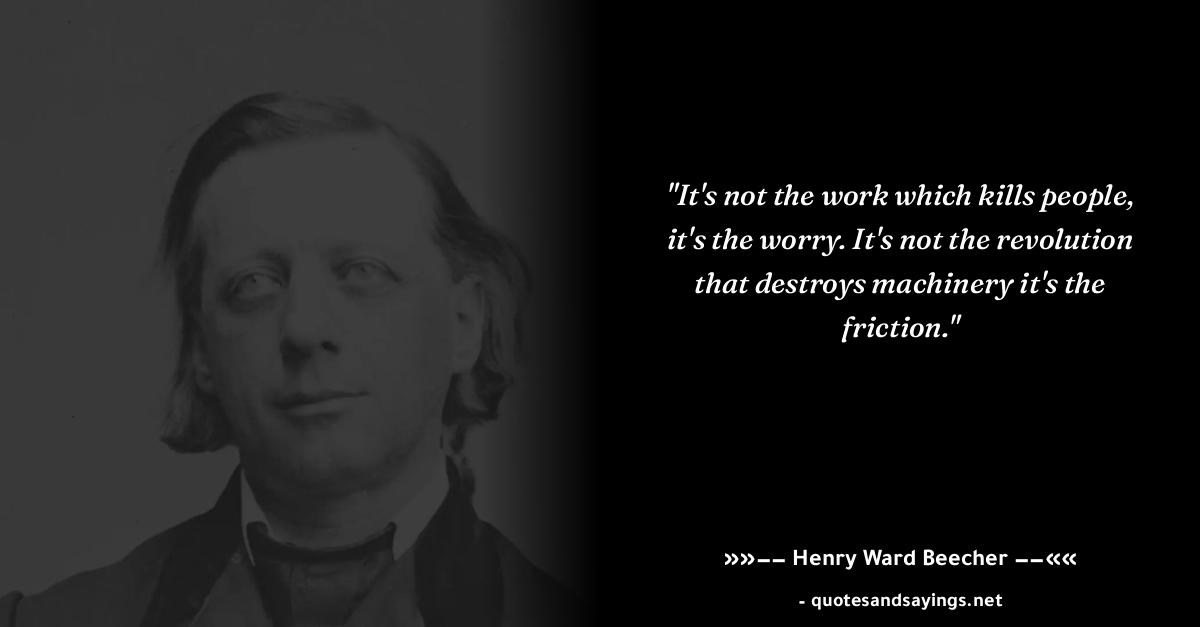 "It's not the work which kills people,
it's the worry. It's not the revolution
that destroys machinery it's the
friction."
»»−− Henry Ward Beecher −−««
- quotesandsayings.net